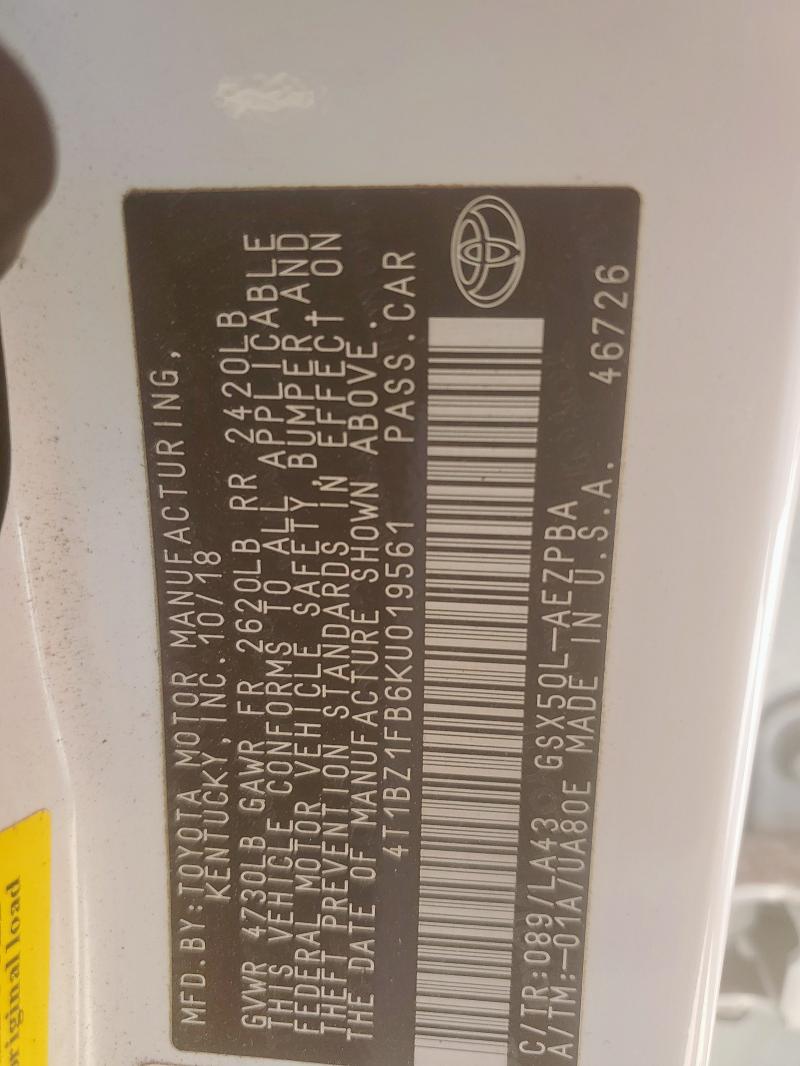 MFD.BY:TOYOTA MOTOR MANUFACTURING,
KENTUCKY,INC.10/18
GVWR 4730LB GAWR FR 2620LB RR 2420LB
THIS VEHICLE CONFORMS TO ALL APPLICABLE
FEDERAL MOTOR VEHICLE SAFETY,BUMPER,AND
THEFT PREVENTION STANDARDS IN EFFECT ON
THE DATE OF MANUFACTURE SHOWN ABOVE.
4T1BZ1FB6KU019561 PASS.CAR
C/TR:089/LA43 GSX50L-AEZPBA
A/TM:-01A/UA80E MADE IN U.S.A. 46726
original load